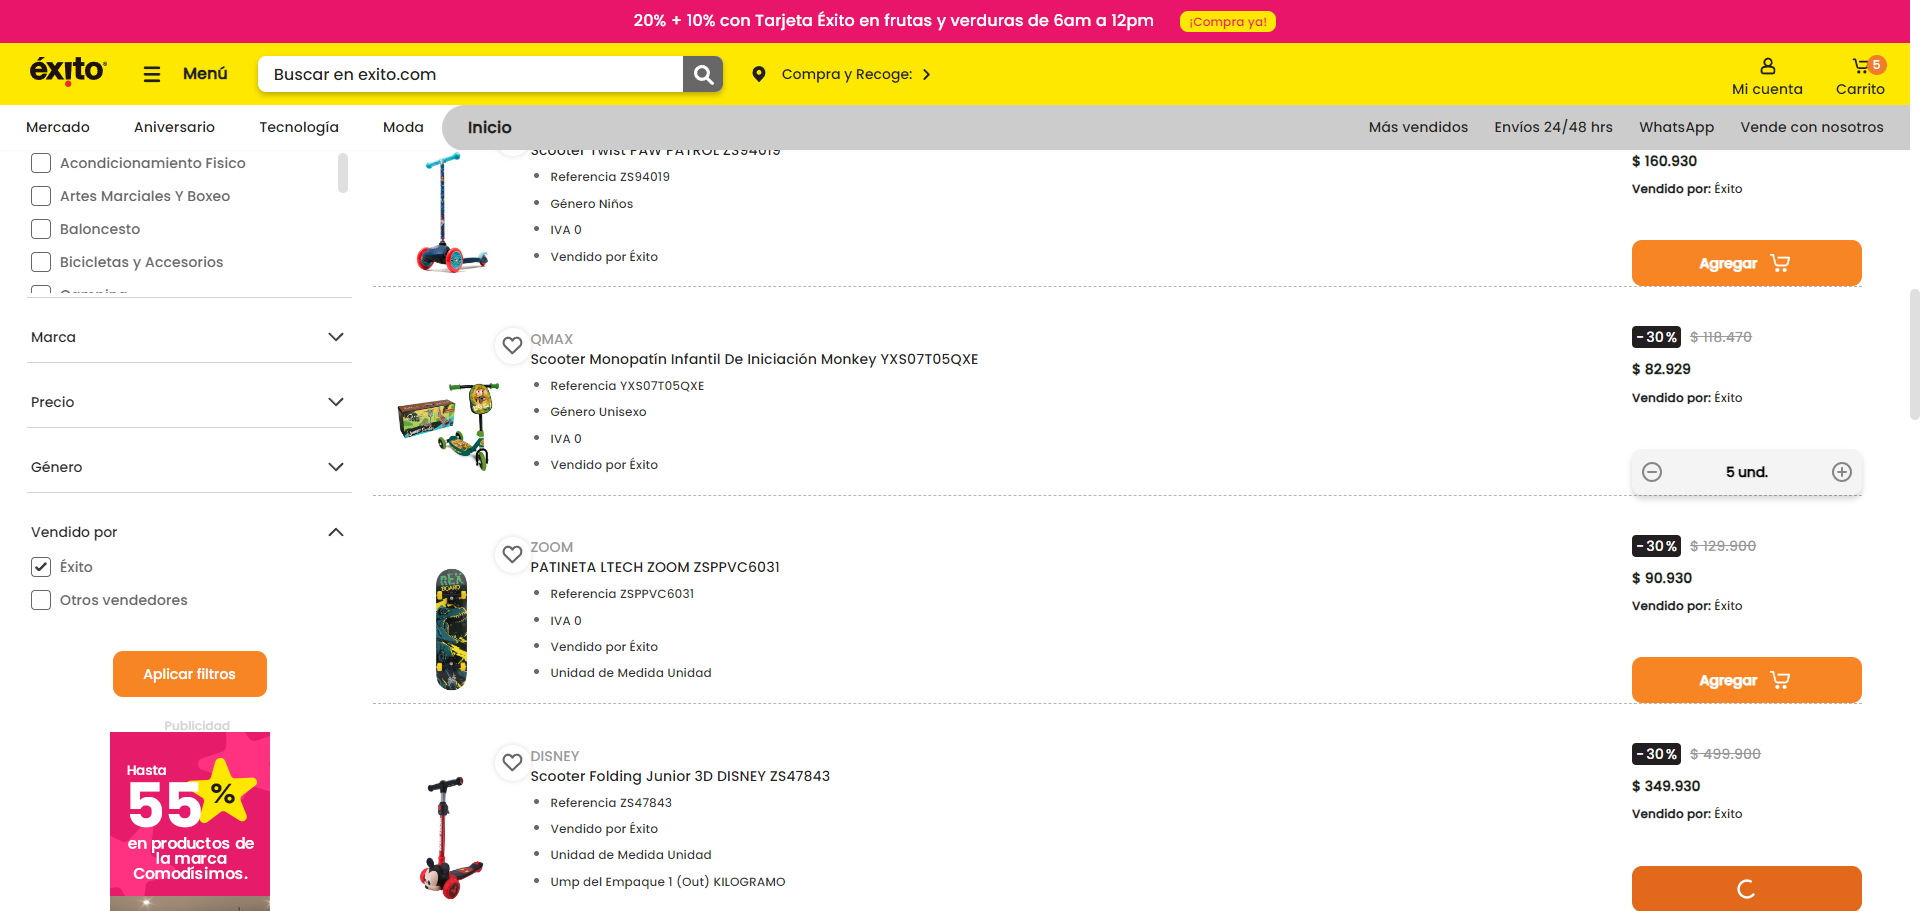 20% + 10% con Tarjeta Éxito en frutas y verduras de 6am a 12pm
¡Compra ya!
éxito
Menú
Buscar en exito.com
Compra y Recoge:
Mi cuenta
5
Carrito
Mercado
Aniversario
Tecnología
Moda
Inicio
Más vendidos
Envíos 24/48 hrs
WhatsApp
Vende con nosotros
Acondicionamiento Fisico
Artes Marciales Y Boxeo
Baloncesto
Bicicletas y Accesorios
Camping
Marca
Precio
Género
Vendido por
Éxito
Otros vendedores
Aplicar filtros
Publicidad
Hasta
55%
en productos de
la marca
Comodísimos.
Scooter Twist PAW PATROL ZS94019
Referencia ZS94019
Género Niños
IVA 0
Vendido por Éxito
$ 160.930
Vendido por: Éxito
Agregar
QMAX
Scooter Monopatín Infantil De Iniciación Monkey YXS07T05QXE
Referencia YXS07T05QXE
Género Unisexo
IVA 0
Vendido por Éxito
-30% $ 118.470
$ 82.929
Vendido por: Éxito
5 und.
ZOOM
PATINETA LTECH ZOOM ZSPPVC6031
Referencia ZSPPVC6031
IVA 0
Vendido por Éxito
Unidad de Medida Unidad
REX
-30% $ 129.900
$ 90.930
Vendido por: Éxito
Agregar
DISNEY
Scooter Folding Junior 3D DISNEY ZS47843
Referencia ZS47843
Vendido por Éxito
Unidad de Medida Unidad
Ump del Empaque 1 (Out) KILOGRAMO
-30% $ 499.900
$ 349.930
Vendido por: Éxito